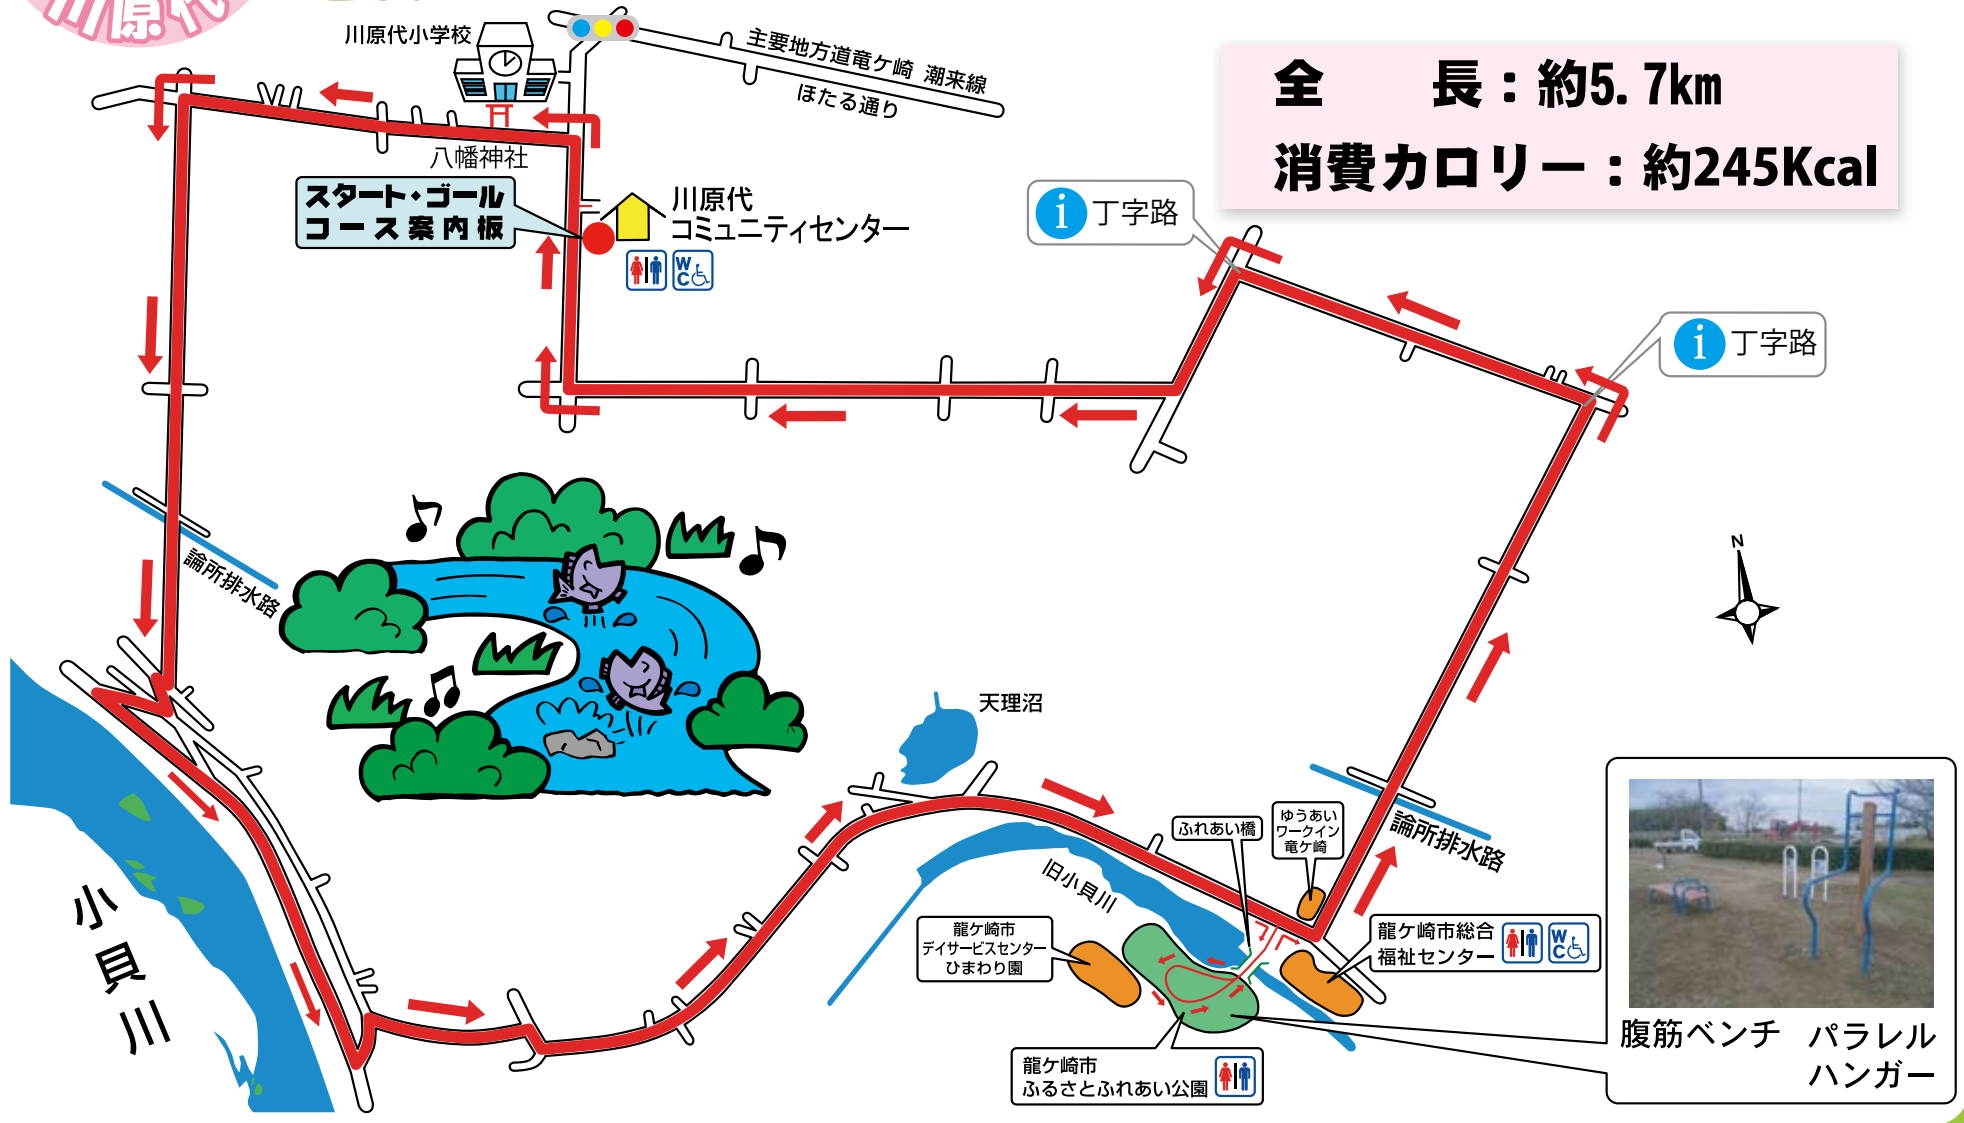 川原代
川原代小学校
主要地方道竜ケ崎 潮来線
ほたる通り
全　　長：約5.7km
消費カロリー：約245Kcal
八幡神社
スタート・ゴール
コース案内板
川原代
コミュニティセンター
WC
i 丁字路
i 丁字路
論所排水路
N
天理沼
小貝川
旧小貝川
ふれあい橋
ゆうあい
ワークイン
竜ケ崎
論所排水路
龍ケ崎市
デイサービスセンター
ひまわり園
龍ケ崎市総合
福祉センター
WC
龍ケ崎市
ふるさとふれあい公園
腹筋ベンチ　パラレル
ハンガー